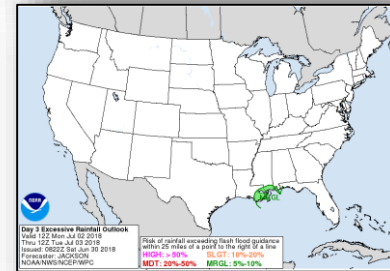 MRGL
NOAA
Day 3 Excessive Rainfall Outlook
Valid 12Z Mon Jul 02 2018
Thru 12Z Tue Jul 03 2018
Issued: 0822Z Sat Jun 30 2018
Forecaster: JACKSON
NOAA/NWS/NCEP/WPC
Risk of rainfall exceeding flash flood guidance
within 25 miles of a point to the right of a line
HIGH: > 50% SLGT: 10%-20%
MDT: 20%-50% MRGL: 5%-10%